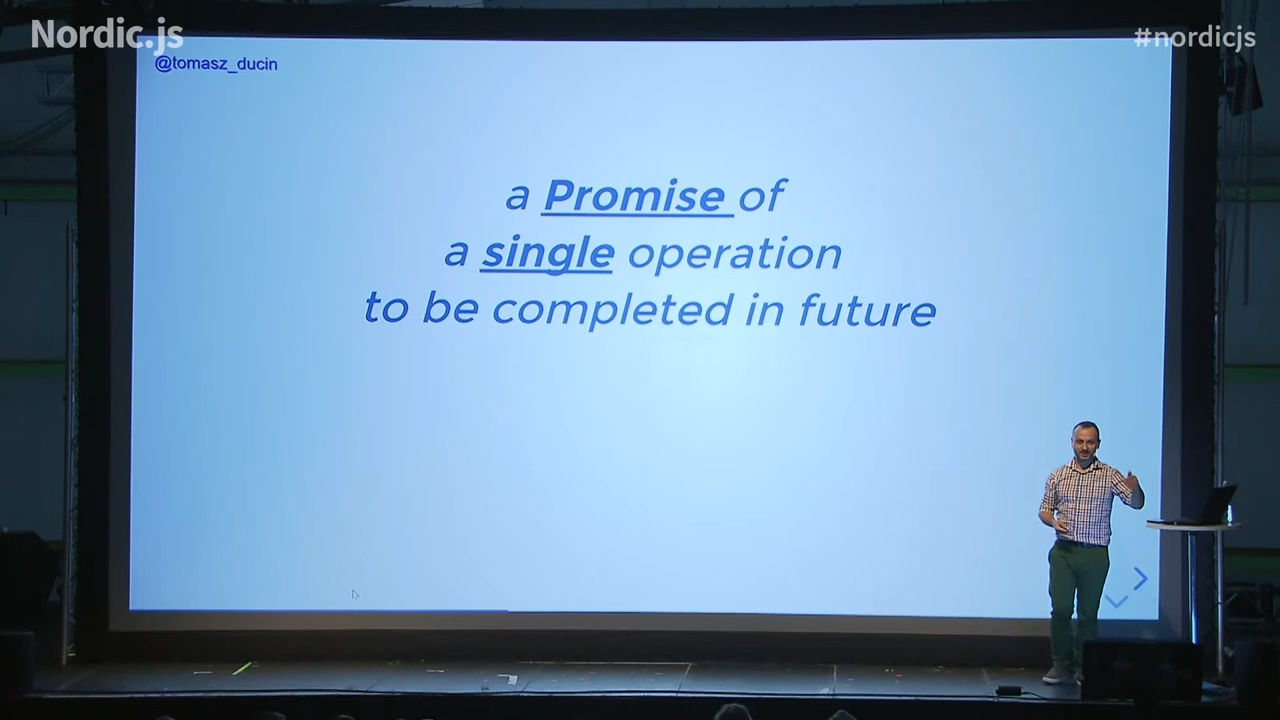 Nordic.js
#nordicjs
@tomasz_ducin
a Promise of
a single operation
to be completed in future